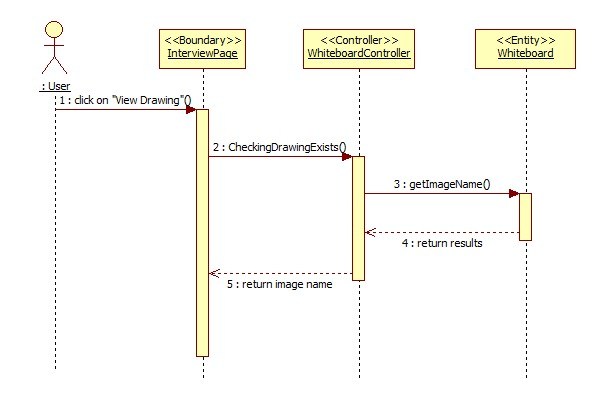 <<Boundary>>
InterviewPage
<<Controller>>
WhiteboardController
<<Entity>>
Whiteboard
: User
1 : click on "View Drawing"()
2 : CheckingDrawingExists()
3 : getImageName()
4 : return results
5 : return image name